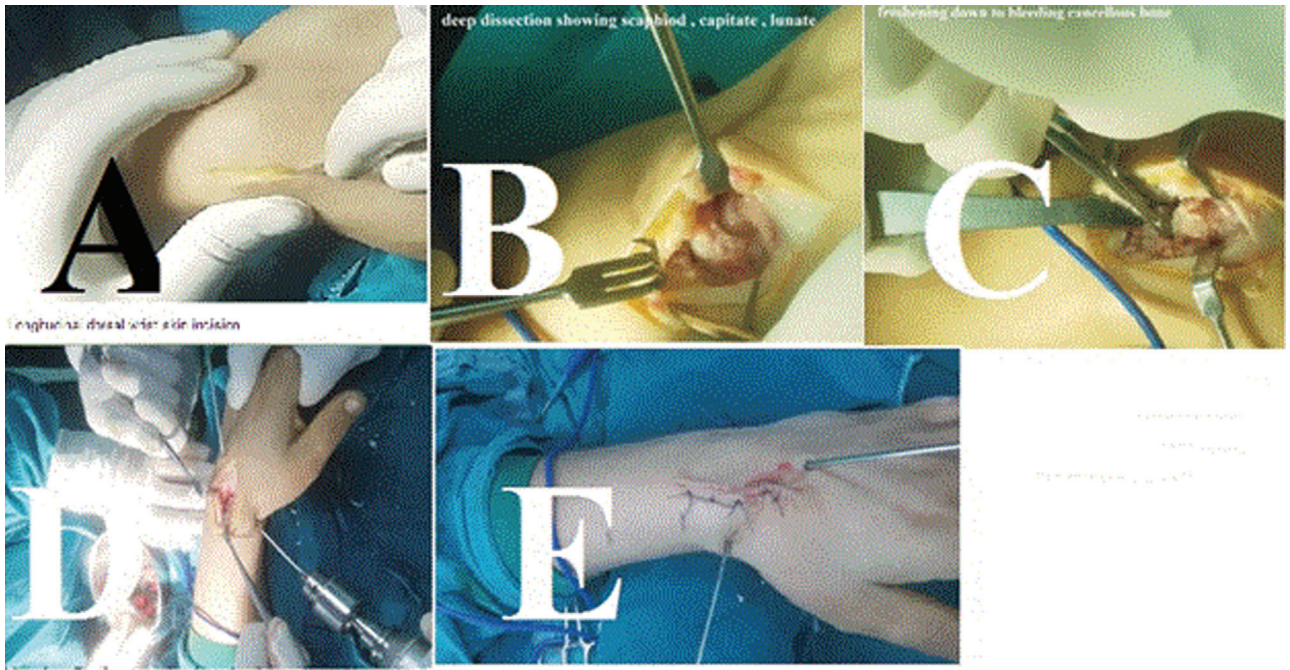 deep dissection showing scaphiod , capitate , lunate
freshening down to bleeding cancellous bone
A
B
C
longitudinal dorsal wrist skin incision
D
E